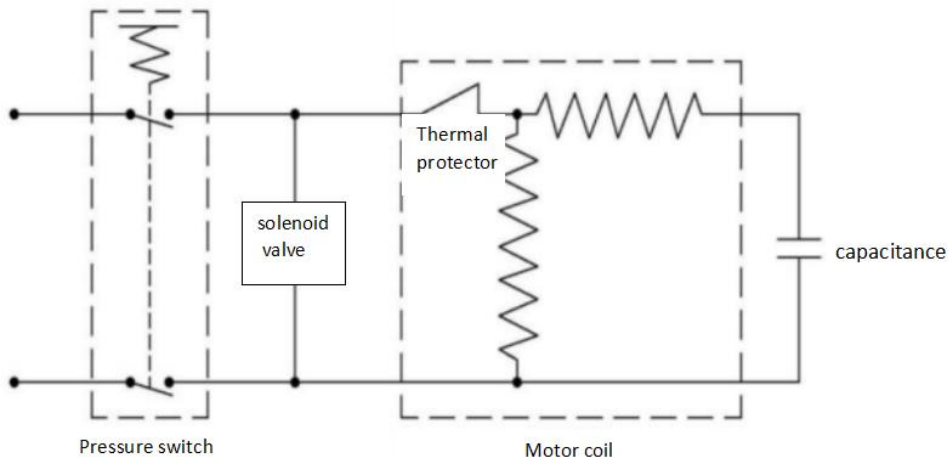 Thermal
protector
solenoid
valve
capacitance
Pressure switch
Motor coil